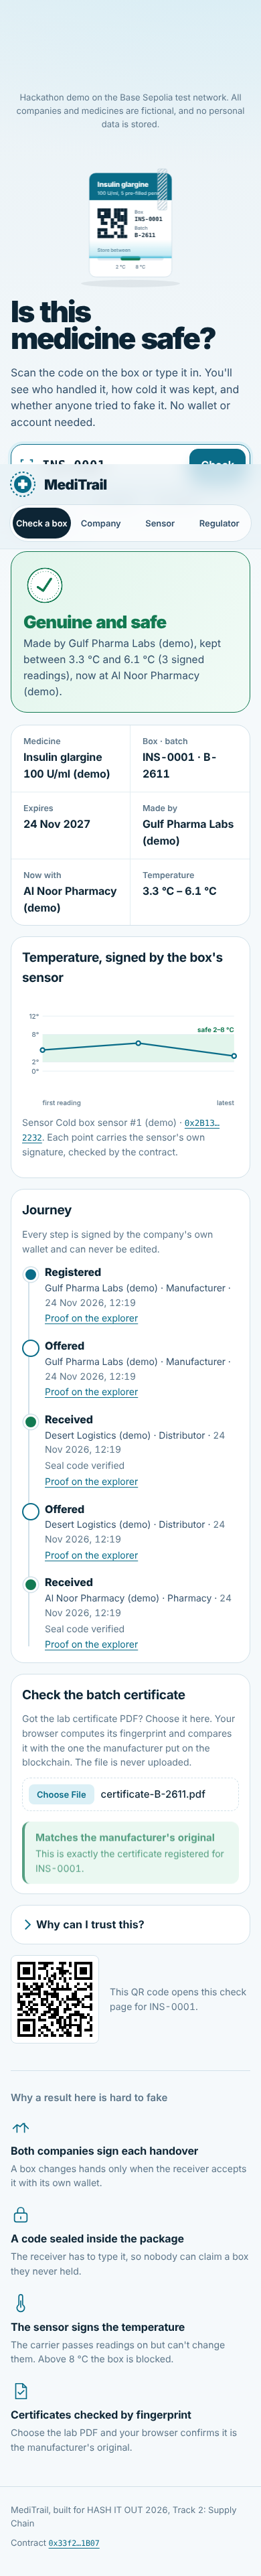 Hackathon demo on the Base Sepolia test network. All
companies and medicines are fictional, and no personal
data is stored.
Insulin glargine
100 U/ml, 5 pre-filled
Box
INS-0001
Batch
B-2611
Store between
2 °C 8 °C
Is this
medicine safe?
Scan the code on the box or type it in. You'll
see who handled it, how cold it was kept, and
whether anyone tried to fake it. No wallet or
account needed.
INS-0001
Check
MediTrail
Check a box Company Sensor Regulator
Genuine and safe
Made by Gulf Pharma Labs (demo), kept
between 3.3 °C and 6.1 °C (3 signed
readings), now at Al Noor Pharmacy
(demo).
Medicine
Insulin glargine
100 U/ml (demo)
Box · batch
INS-0001 · B-
2611
Expires
24 Nov 2027
Made by
Gulf Pharma Labs
(demo)
Now with
Al Noor Pharmacy
(demo)
Temperature
3.3 °C – 6.1 °C
Temperature, signed by the box's
sensor
12°
8°
2°
0°
safe 2–8 °C
first reading latest
Sensor Cold box sensor #1 (demo) · 0x2B13…
2232. Each point carries the sensor's own
signature, checked by the contract.
Journey
Every step is signed by the company's own
wallet and can never be edited.
Registered
Gulf Pharma Labs (demo) · Manufacturer ·
24 Nov 2026, 12:19
Proof on the explorer
Offered
Gulf Pharma Labs (demo) · Manufacturer ·
24 Nov 2026, 12:19
Proof on the explorer
Received
Desert Logistics (demo) · Distributor · 24
Nov 2026, 12:19
Seal code verified
Proof on the explorer
Offered
Desert Logistics (demo) · Distributor · 24
Nov 2026, 12:19
Proof on the explorer
Received
Al Noor Pharmacy (demo) · Pharmacy · 24
Nov 2026, 12:19
Seal code verified
Proof on the explorer
Check the batch certificate
Got the lab certificate PDF? Choose it here. Your
browser computes its fingerprint and compares
it with the one the manufacturer put on the
blockchain. The file is never uploaded.
Choose File certificate-B-2611.pdf
Matches the manufacturer's original
This is exactly the certificate registered for
INS-0001.
Why can I trust this?
This QR code opens this check
page for INS-0001.
Why a result here is hard to fake
Both companies sign each handover
A box changes hands only when the receiver accepts
it with its own wallet.
A code sealed inside the package
The receiver has to type it, so nobody can claim a box
they never held.
The sensor signs the temperature
The carrier passes readings on but can't change
them. Above 8 °C the box is blocked.
Certificates checked by fingerprint
Choose the lab PDF and your browser confirms it is
the manufacturer's original.
MediTrail, built for HASH IT OUT 2026, Track 2: Supply
Chain
Contract 0x33f2…1B07